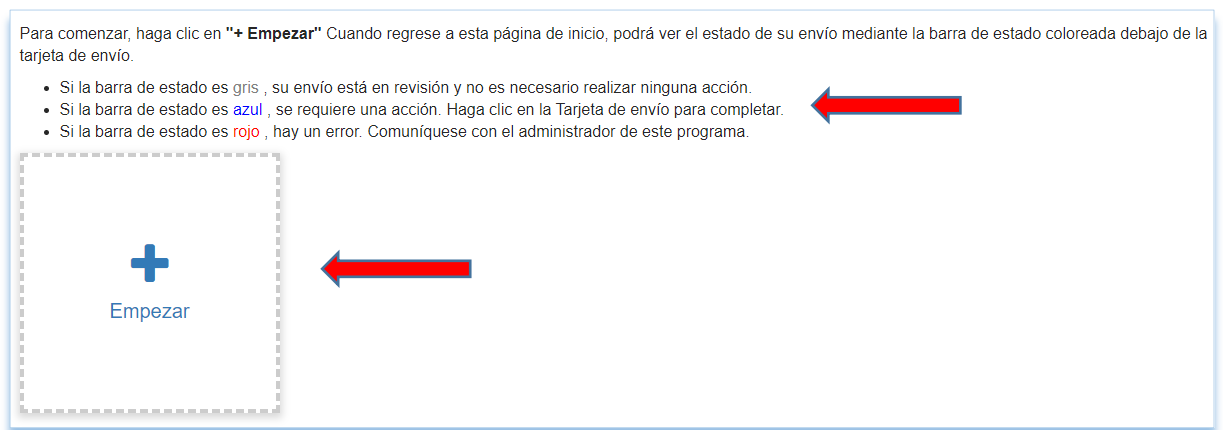 Para comenzar, haga clic en "+ Empezar" Cuando regrese a esta página de inicio, podrá ver el estado de su envío mediante la barra de estado coloreada debajo de la
tarjeta de envío.
• Si la barra de estado es gris , su envío está en revisión y no es necesario realizar ninguna acción.
• Si la barra de estado es azul , se requiere una acción. Haga clic en la Tarjeta de envío para completar.
• Si la barra de estado es rojo , hay un error. Comuníquese con el administrador de este programa.
Empezar